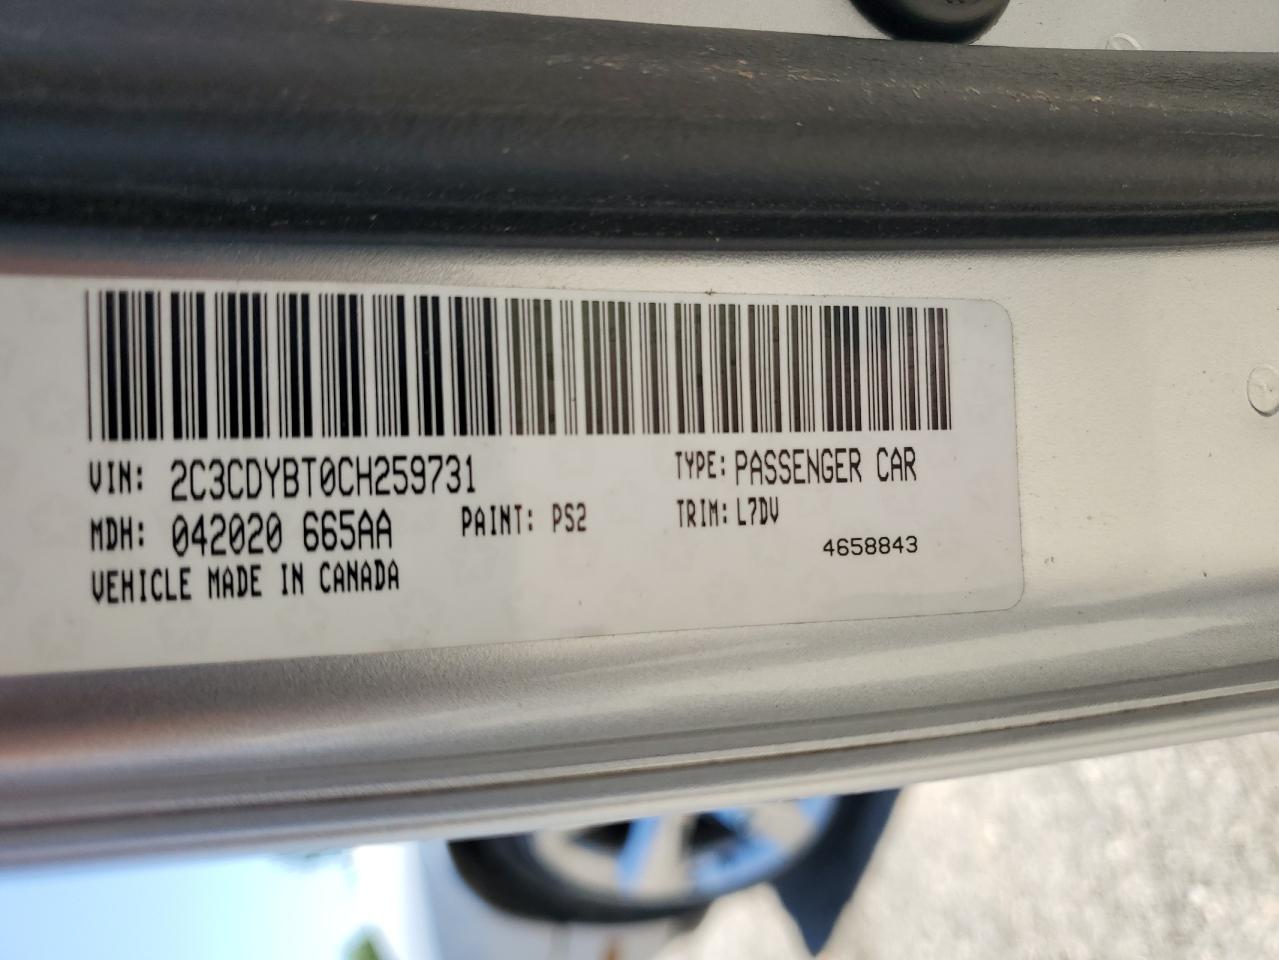 VIN: 2C3CDYBT0CH259731 TYPE: PASSENGER CAR
MDH: 042020 665AA PAINT: PS2 TRIM: L7DV
4658843
VEHICLE MADE IN CANADA